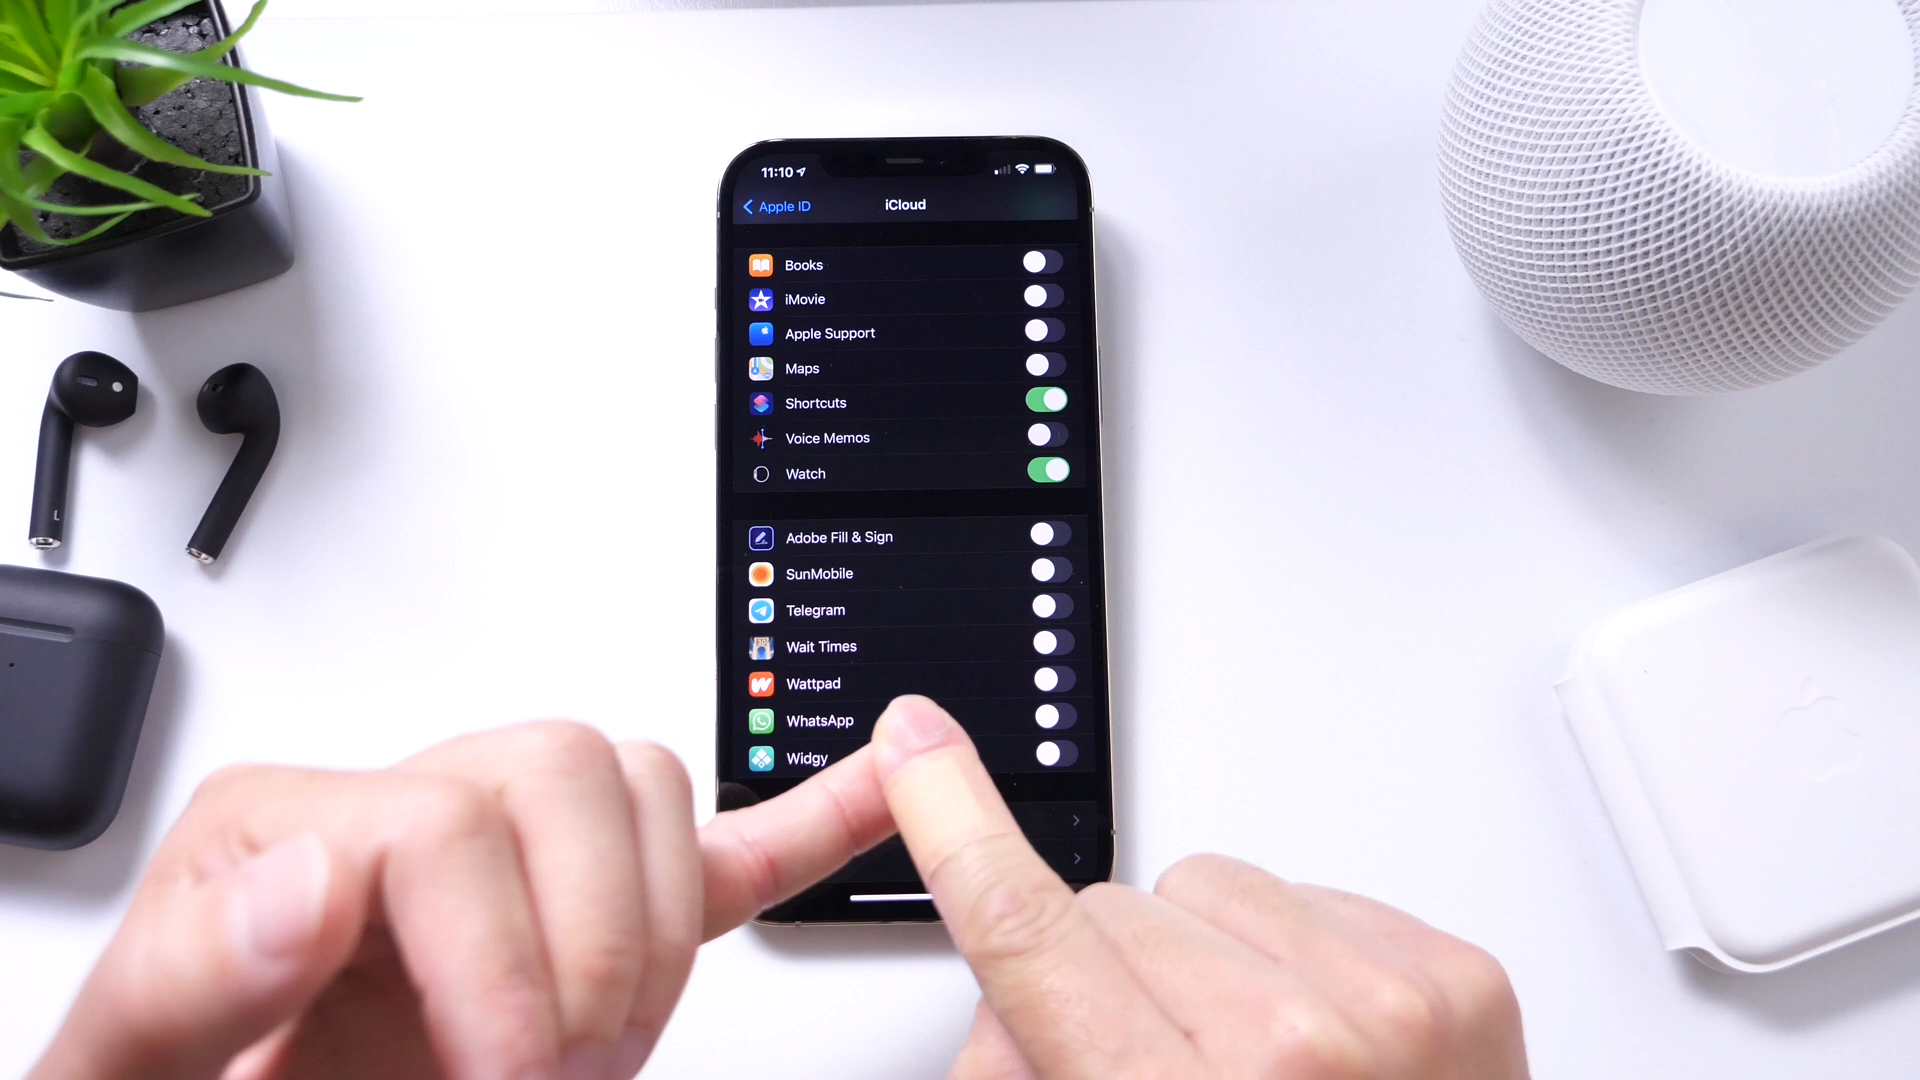 11:10
Apple ID
iCloud
Books
iMovie
Apple Support
Maps
Shortcuts
Voice Memos
Watch
Adobe Fill & Sign
SunMobile
Telegram
Wait Times
Wattpad
WhatsApp
Widgy
L